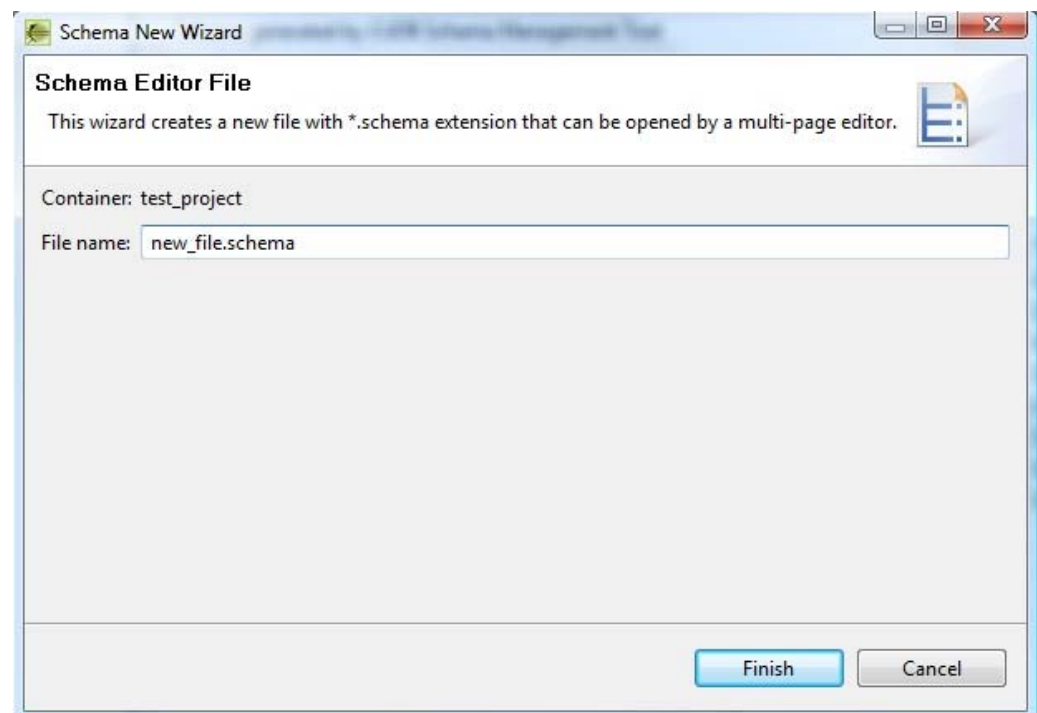 Schema New Wizard
Schema Editor File
This wizard creates a new file with *.schema extension that can be opened by a multi-page editor.
Container: test_project
File name: new_file.schema
Finish Cancel